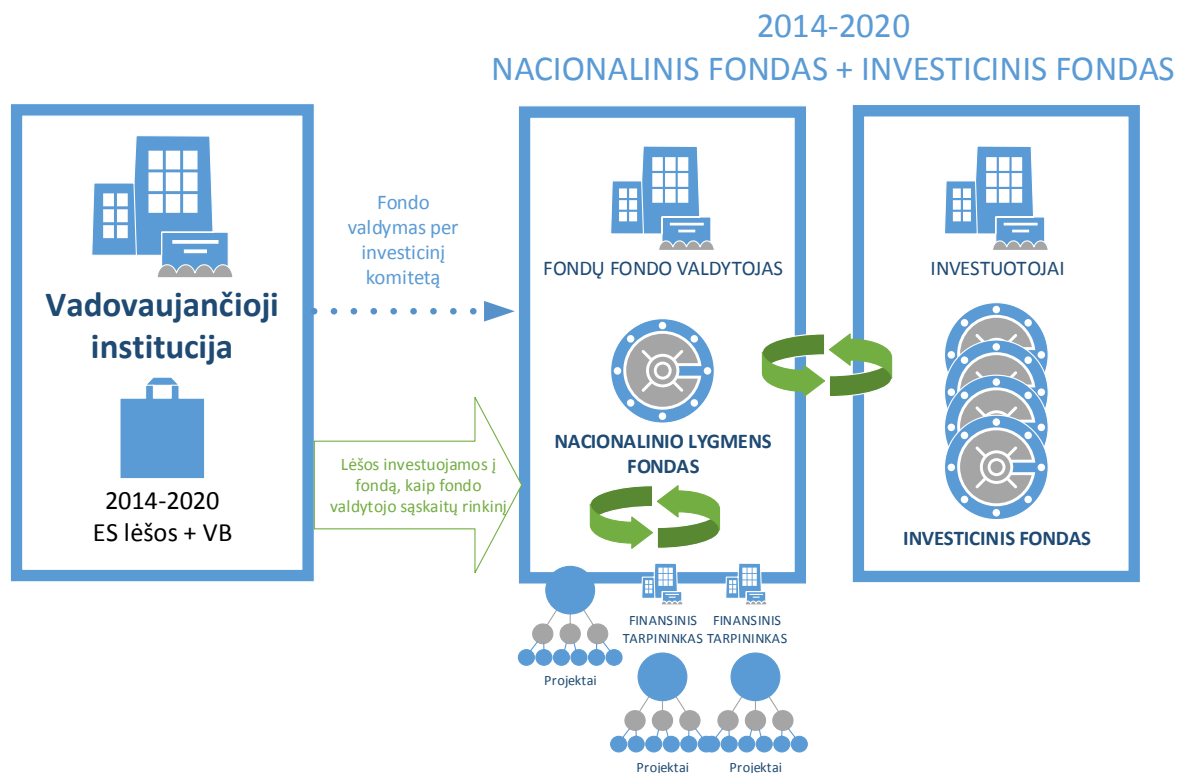 2014-2020
NACIONALINIS FONDAS + INVESTICINIS FONDAS
Vadovaujančioji
institucija
2014-2020
ES lėšos + VB
Fondo
valdymas per
investicinį
komitetą
Lėšos investuojamos į
fondą, kaip fondo
valdytojo sąskaitų rinkinį
FONDŲ FONDO VALDYTOJAS
NACIONALINIO LYGMENS
FONDAS
INVESTUOTOJAI
INVESTICINIS FONDAS
Projektai
FINANSINIS
TARPININKAS
Projektai
FINANSINIS
TARPININKAS
Projektai